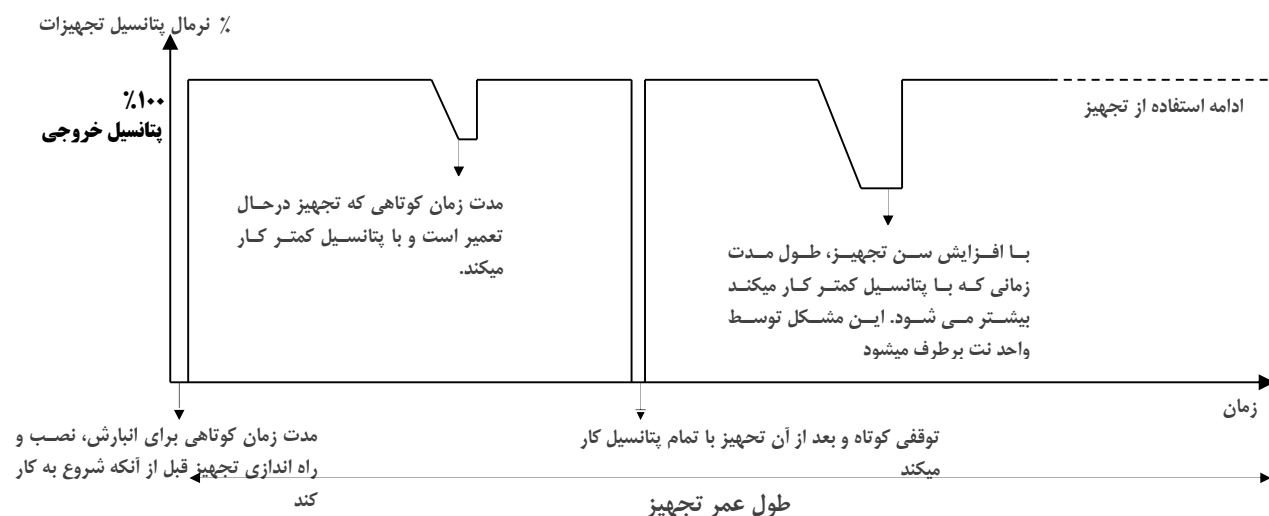 ٪ نرمال پتانسیل تجهیزات
٪۱۰۰
پتانسیل خروجی
ادامه استفاده از تجهیز
مدت زمان کوتاهی که تجهیز درحال
تعمیر است و با پتانسیل کمتر کار
میکند.
با افزایش سن تجهیز، طول مدت
زمانی که با پتانسیل کمتر کار میکند
بیشتر می شود. این مشکل توسط
واحد نت برطرف میشود
زمان
مدت زمان کوتاهی برای انبارش، نصب و
راه اندازی تجهیز قبل از آنکه شروع به کار
کند
توقفی کوتاه و بعد از آن تحهیز با تمام پتانسیل کار
میکند
طول عمر تجهیز